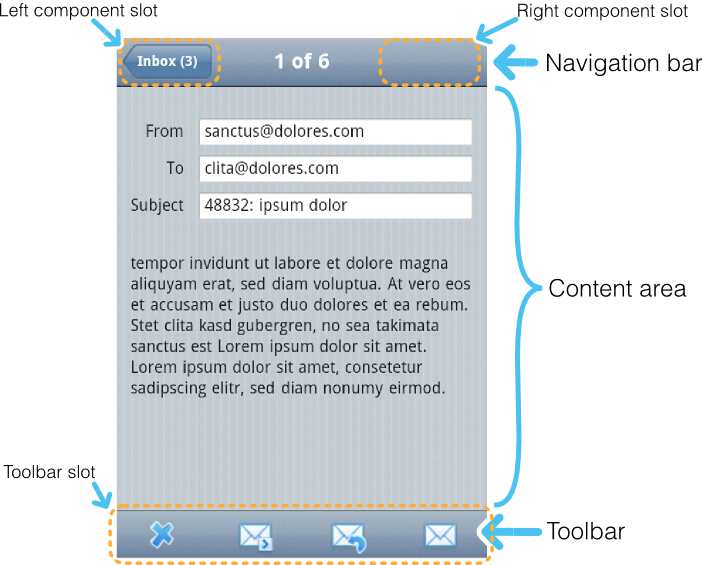 Left component slot
Right component slot
Inbox (3)
1 of 6
Navigation bar
From
sanctus@dolores.com
To
clita@dolores.com
Subject
48832: ipsum dolor
tempor invidunt ut labore et dolore magna
aliquyam erat, sed diam voluptua. At vero eos
et accusam et justo duo dolores et ea rebum.
Stet clita kasd gubergren, no sea takimata
sanctus est Lorem ipsum dolor sit amet.
Lorem ipsum dolor sit amet, consetetur
sadipscing elitr, sed diam nonumy eirmod.
Content area
Toolbar slot
Toolbar